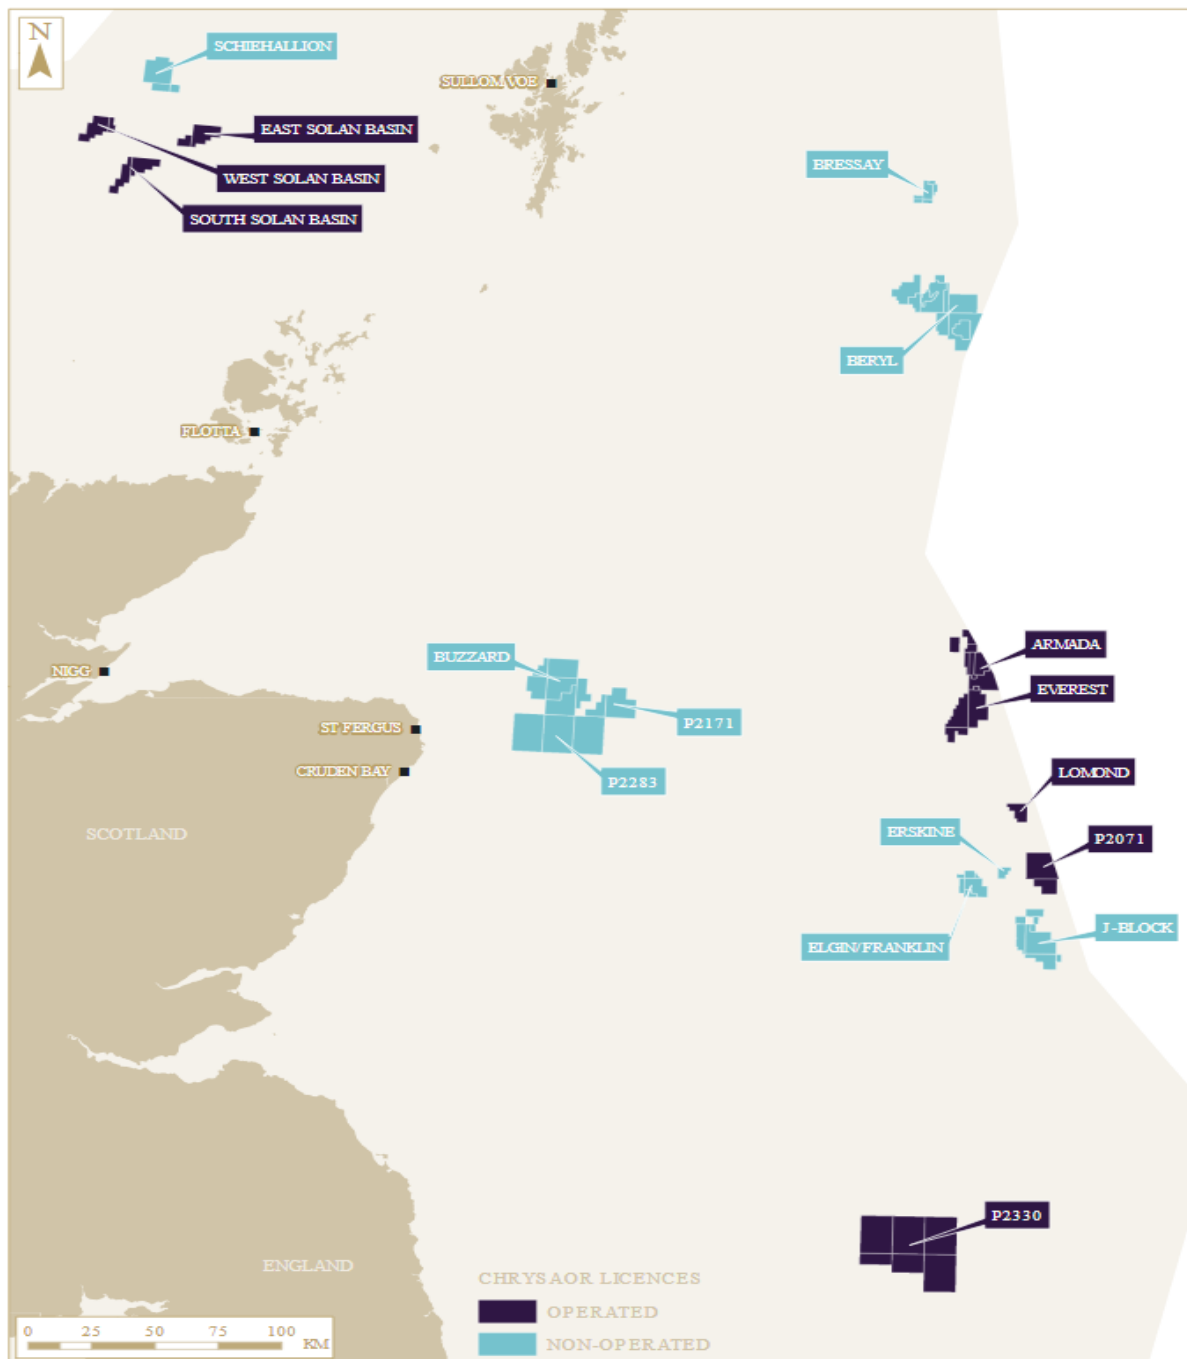 N
SCHIEHALLION
SULLOM VOE
EAST SOLAN BASIN
WEST SOLAN BASIN
SOUTH SOLAN BASIN
BRESSAY
BERYL
FLOTTA
ARMADA
BUZZARD
NIGG
EVEREST
P2171
ST FERGUS
CRUDEN BAY
LOMOND
P2283
SCOTLAND
ERSKINE
P2071
ELGIN/FRANKLIN
J-BLOCK
P2330
ENGLAND
CHRYSAOR LICENCES
OPERATED
NON-OPERATED
0 25 50 75 100
KM